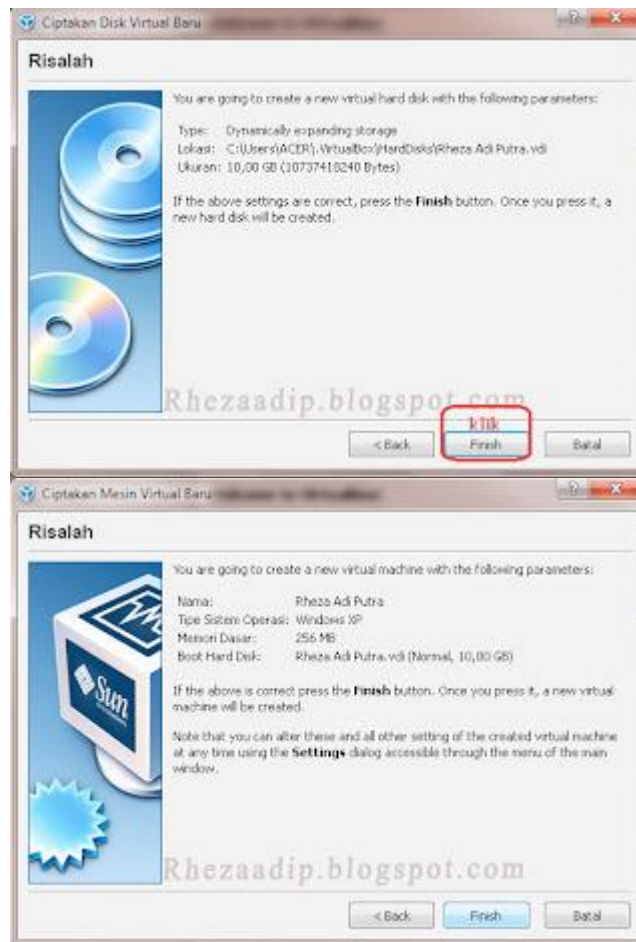 Ciptakan Disk Virtual Baru
Risalah
You are going to create a new virtual hard disk with the following parameters:
Type: Dynamically expanding storage
Lokasi: C:\Users\ACER\.VirtualBox\HardDisks\Rheza Adi Putra.vdi
Ukuran: 10,00 GB (10737418240 Bytes)
If the above settings are correct, press the Finish button. Once you press it, a
new hard disk will be created.
Rhezaadip.blogspot.com
klik
< Back Finish Batal
Ciptakan Mesin Virtual Baru
Risalah
You are going to create a new virtual machine with the following parameters:
Nama: Rheza Adi Putra
Tipe Sistem Operasi: Windows XP
Memori Dasar: 256 MB
Boot Hard Disk: Rheza Adi Putra.vdi (Normal, 10,00 GB)
If the above is correct press the Finish button. Once you press it, a new virtual
machine will be created.
Note that you can alter these and all other setting of the created virtual machine
at any time using the Settings dialog accessible through the menu of the main
window.
Sun
Rhezaadip.blogspot.com
< Back Finish Batal